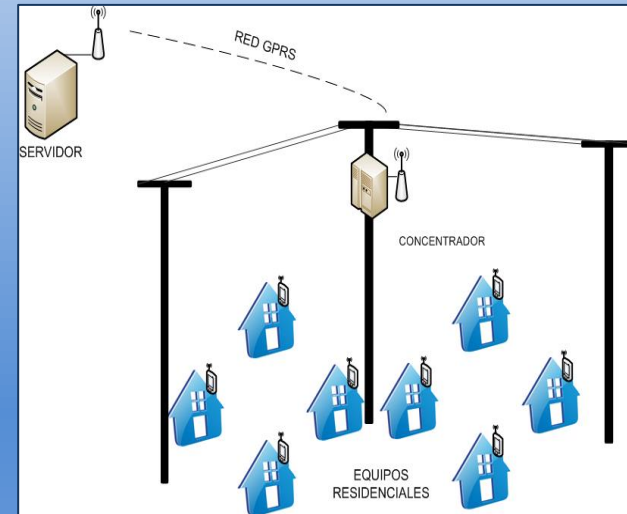 RED GPRS
SERVIDOR
CONCENTRADOR
EQUIPOS
RESIDENCIALES